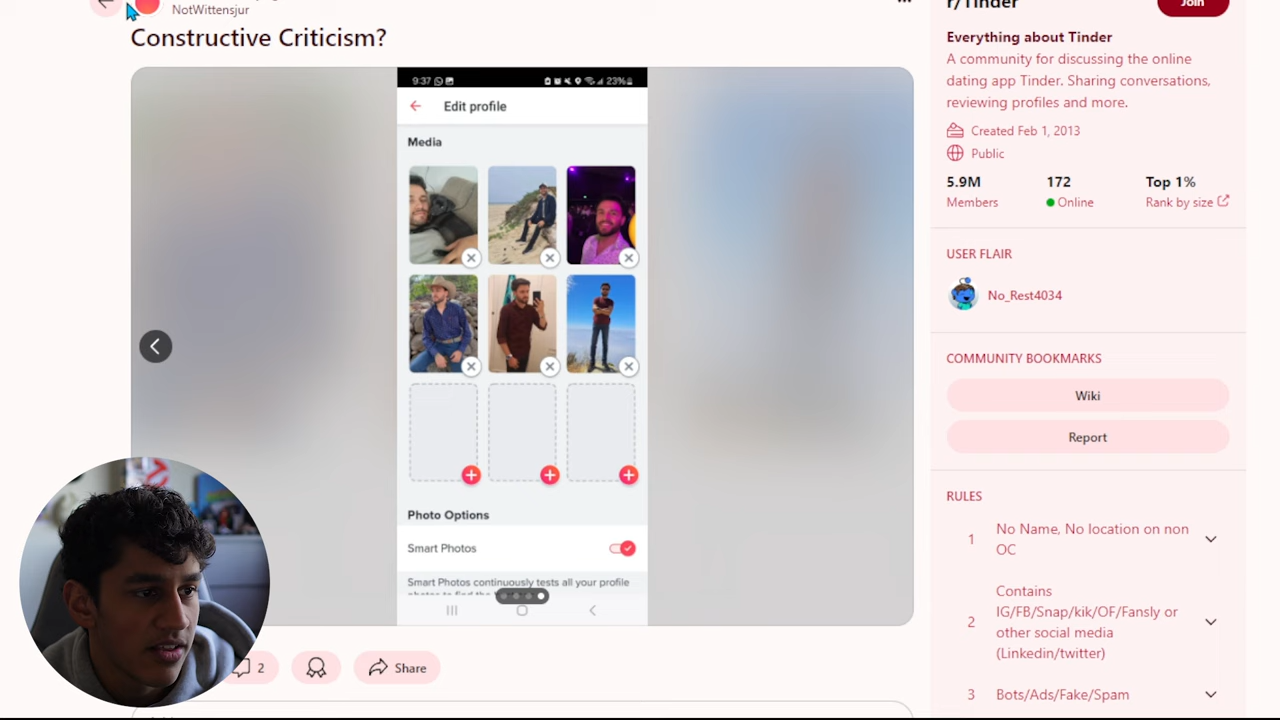 NotWittensjur
Constructive Criticism?
9:37
23%
Edit profile
Media
Photo Options
Smart Photos
Smart Photos continuously tests all your profile
2
Share
r/Tinder
Join
Everything about Tinder
A community for discussing the online
dating app Tinder. Sharing conversations,
reviewing profiles and more.
Created Feb 1, 2013
Public
5.9M
172
Top 1%
Members
Online
Rank by size
USER FLAIR
No_Rest4034
COMMUNITY BOOKMARKS
Wiki
Report
RULES
1
No Name, No location on non
OC
2
Contains
IG/FB/Snap/kik/OF/Fansly or
other social media
(Linkedin/twitter)
3
Bots/Ads/Fake/Spam